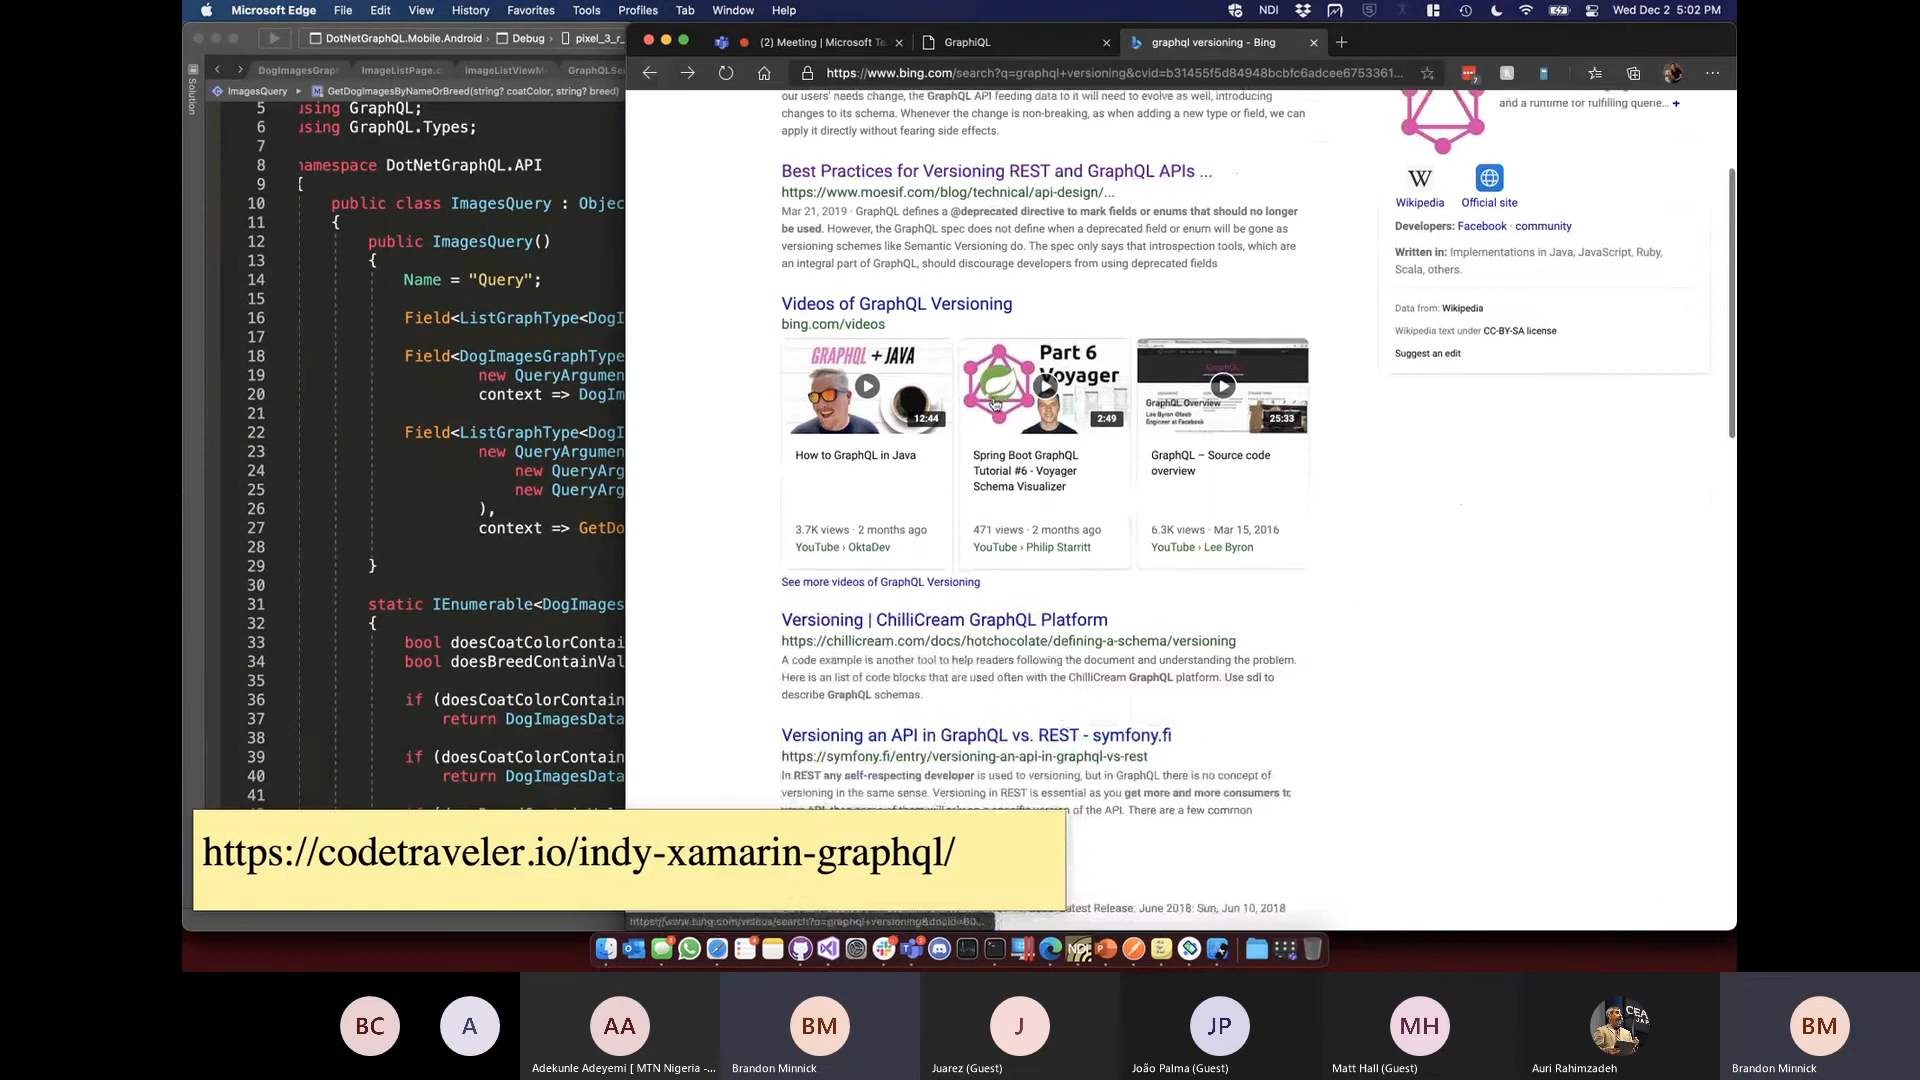 Microsoft Edge File Edit View History Favorites Tools Profiles Tab Window Help
NDI Wed Dec 2 5:02 PM
DotNetGraphQL.Mobile.Android › Debug › pixel_3_r_
(2) Meeting | Microsoft Te
GraphiQL
graphql versioning - Bing
DogImagesGrap ImageListPage.c ImageListViewM GraphQLSer
https://www.bing.com/search?q=graphql+versioning&cvid=b31455f5d84948bcbfc6adcee6753361...
Solution
ImagesQuery › GetDogImagesByNameOrBreed(string? coatColor, string? breed)
5 using GraphQL;
6 using GraphQL.Types;
7
8 namespace DotNetGraphQL.API
9 {
10 public class ImagesQuery : Objec
11 {
12 public ImagesQuery()
13 {
14 Name = "Query";
15
16 Field<ListGraphType<DogI
17
18 Field<DogImagesGraphType
19 new QueryArgumen
20 context => DogIm
21
22 Field<ListGraphType<DogI
23 new QueryArgumen
24 new QueryArg
25 new QueryArg
26 ),
27 context => GetDo
28
29 }
30
31 static IEnumerable<DogImages
32 {
33 bool doesCoatColorContai
34 bool doesBreedContainVal
35
36 if (doesCoatColorContain
37 return DogImagesData
38
39 if (doesCoatColorContain
40 return DogImagesData
41
our users' needs change, the GraphQL API feeding data to it will need to evolve as well, introducing
changes to its schema. Whenever the change is non-breaking, as when adding a new type or field, we can
apply it directly without fearing side effects.
Best Practices for Versioning REST and GraphQL APIs ...
https://www.moesif.com/blog/technical/api-design/...
Mar 21, 2019 · GraphQL defines a @deprecated directive to mark fields or enums that should no longer
be used. However, the GraphQL spec does not define when a deprecated field or enum will be gone as
versioning schemes like Semantic Versioning do. The spec only says that introspection tools, which are
an integral part of GraphQL, should discourage developers from using deprecated fields
Videos of GraphQL Versioning
bing.com/videos
GRAPHQL + JAVA
12:44
How to GraphQL in Java
3.7K views · 2 months ago
YouTube › OktaDev
Part 6
Voyager
2:49
Spring Boot GraphQL
Tutorial #6 - Voyager
Schema Visualizer
471 views · 2 months ago
YouTube › Philip Starritt
GraphQL Overview
Lee Byron
Engineer at Facebook
25:33
GraphQL – Source code
overview
6.3K views · Mar 15, 2016
YouTube › Lee Byron
See more videos of GraphQL Versioning
Versioning | ChilliCream GraphQL Platform
https://chillicream.com/docs/hotchocolate/defining-a-schema/versioning
A code example is another tool to help readers following the document and understanding the problem.
Here is an list of code blocks that are used often with the ChilliCream GraphQL platform. Use sdl to
describe GraphQL schemas.
Versioning an API in GraphQL vs. REST - symfony.fi
https://symfony.fi/entry/versioning-an-api-in-graphql-vs-rest
In REST any self-respecting developer is used to versioning, but in GraphQL there is no concept of
versioning in the same sense. Versioning in REST is essential as you get more and more consumers to
of the API. There are a few common
Latest Release: June 2018: Sun, Jun 10, 2018
and a runtime for fulfilling querie... +
W
Wikipedia Official site
Developers: Facebook · community
Written in: Implementations in Java, JavaScript, Ruby,
Scala, others.
Data from: Wikipedia
Wikipedia text under CC-BY-SA license
Suggest an edit
https://codetraveler.io/indy-xamarin-graphql/
https://www.bing.com/videos/search?q=graphql+versioning&docid=60...
NDI
BC
A
AA
Adekunle Adeyemi [ MTN Nigeria -...
BM
Brandon Minnick
J
Juarez (Guest)
JP
João Palma (Guest)
MH
Matt Hall (Guest)
CEA
Auri Rahimzadeh
BM
Brandon Minnick